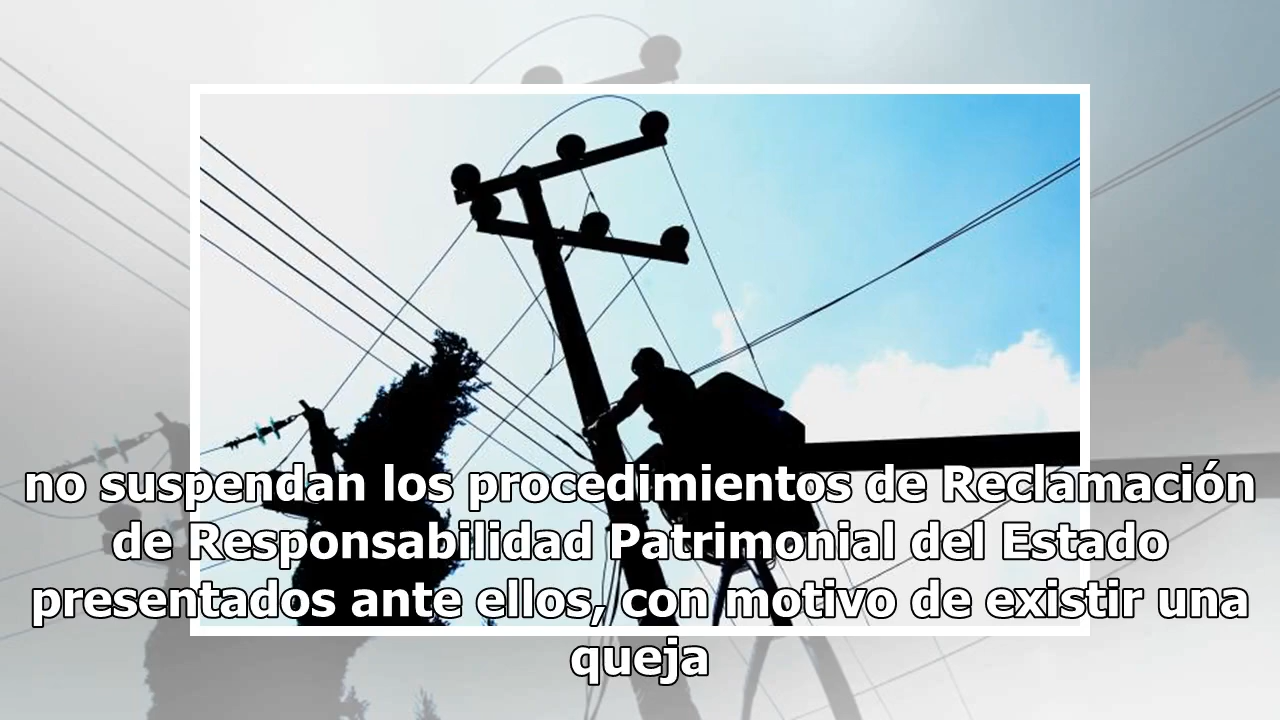 no suspendan los procedimientos de Reclamación
de Responsabilidad Patrimonial del Estado
presentados ante ellos, con motivo de existir una
queja